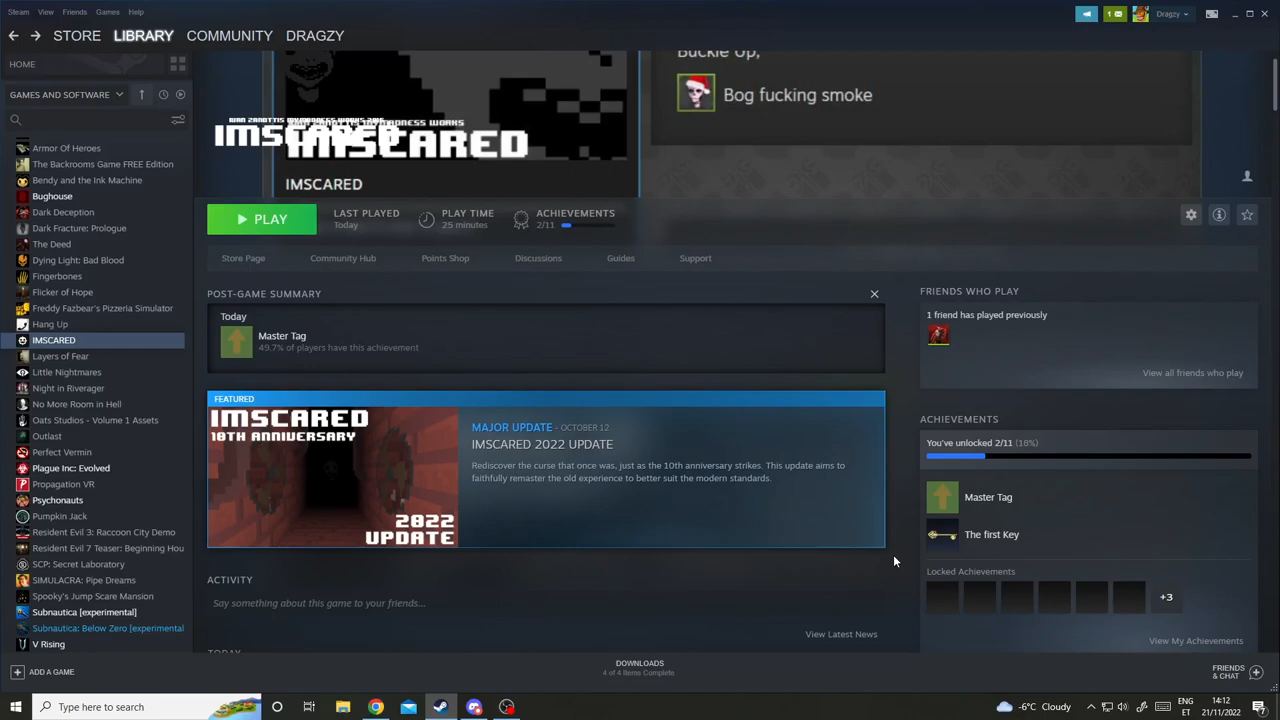 Steam View Friends Games Help
1
Dragzy
STORE LIBRARY COMMUNITY DRAGZY
HOME
GAMES AND SOFTWARE
Armor Of Heroes
The Backrooms Game FREE Edition
Bendy and the Ink Machine
Bughouse
Dark Deception
Dark Fracture: Prologue
The Deed
Dying Light: Bad Blood
Fingerbones
Flicker of Hope
Freddy Fazbear's Pizzeria Simulator
Hang Up
IMSCARED
Layers of Fear
Little Nightmares
Night in Riverager
No More Room in Hell
Oats Studios - Volume 1 Assets
Outlast
Perfect Vermin
Plague Inc: Evolved
Propagation VR
Psychonauts
Pumpkin Jack
Resident Evil 3: Raccoon City Demo
Resident Evil 7 Teaser: Beginning Hou
SCP: Secret Laboratory
SIMULACRA: Pipe Dreams
Spooky's Jump Scare Mansion
Subnautica [experimental]
Subnautica: Below Zero [experimental
V Rising
ADD A GAME
Buckle Up,
Bog fucking smoke
IMSCARED
IMSCARED
IMSCARED
PLAY
LAST PLAYED
Today
PLAY TIME
25 minutes
ACHIEVEMENTS
2/11
Store Page Community Hub Points Shop Discussions Guides Support
POST-GAME SUMMARY
Today
Master Tag
49.7% of players have this achievement
FEATURED
IMSCARED
10TH ANNIVERSARY
2022
UPDATE
MAJOR UPDATE - OCTOBER 12
IMSCARED 2022 UPDATE
Rediscover the curse that once was, just as the 10th anniversary strikes. This update aims to
faithfully remaster the old experience to better suit the modern standards.
ACTIVITY
Say something about this game to your friends...
View Latest News
TODAY
FRIENDS WHO PLAY
1 friend has played previously
View all friends who play
ACHIEVEMENTS
You've unlocked 2/11 (18%)
Master Tag
The first Key
Locked Achievements
+3
View My Achievements
DOWNLOADS
4 of 4 Items Complete
FRIENDS
& CHAT
Type here to search
-6°C Cloudy
ENG
ET
14:12
21/11/2022